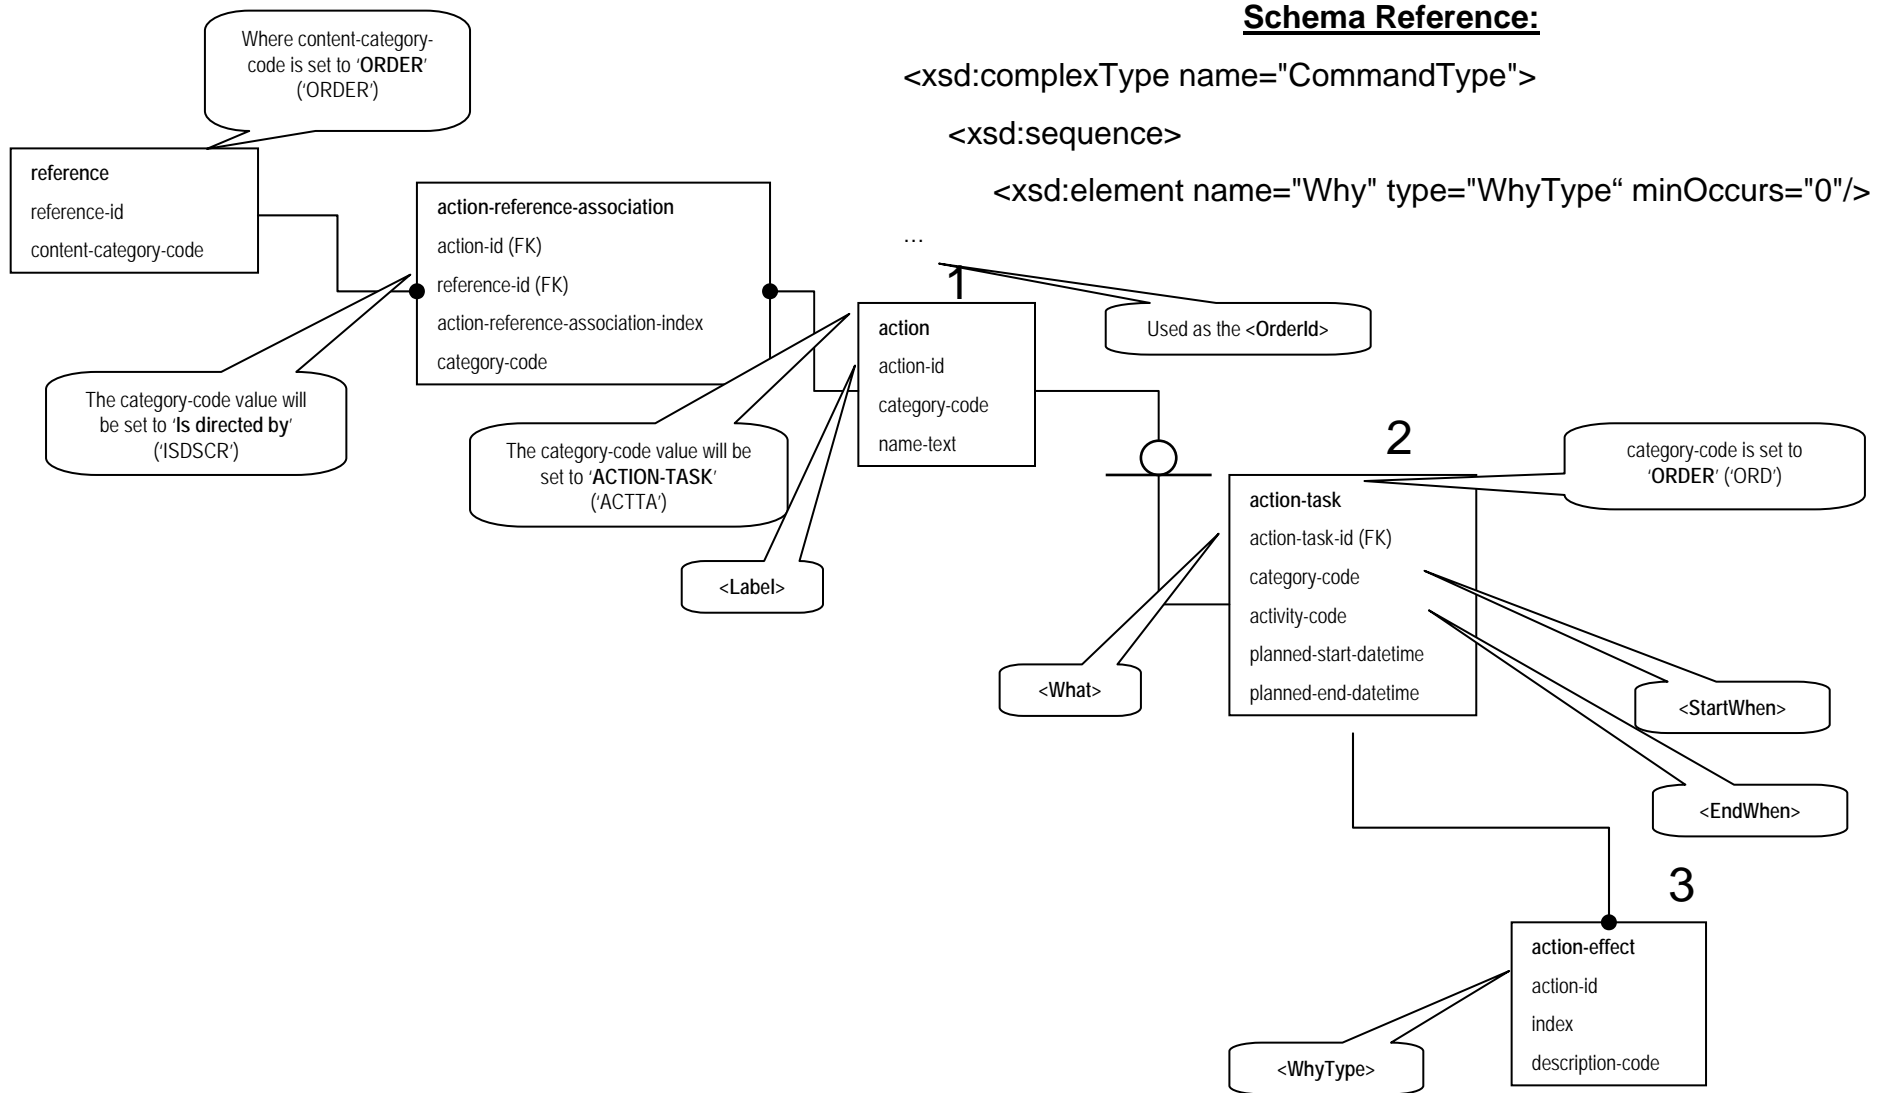 Schema Reference:
<xsd:complexType name="CommandType">
<xsd:sequence>
<xsd:element name="Why" type="WhyType“ minOccurs="0"/>
…
Where content-category-
code is set to ‘ORDER’
(‘ORDER’)
reference
reference-id
content-category-code
action-reference-association
action-id (FK)
reference-id (FK)
action-reference-association-index
category-code
The category-code value will
be set to ‘Is directed by’
(‘ISDSCR’)
1
action
action-id
category-code
name-text
Used as the <OrderId>
The category-code value will be
set to ‘ACTION-TASK’
(‘ACTTA’)
<Label>
2
category-code is set to
‘ORDER’ (‘ORD’)
action-task
action-task-id (FK)
category-code
activity-code
planned-start-datetime
planned-end-datetime
<What>
<StartWhen>
<EndWhen>
3
action-effect
action-id
index
description-code
<WhyType>